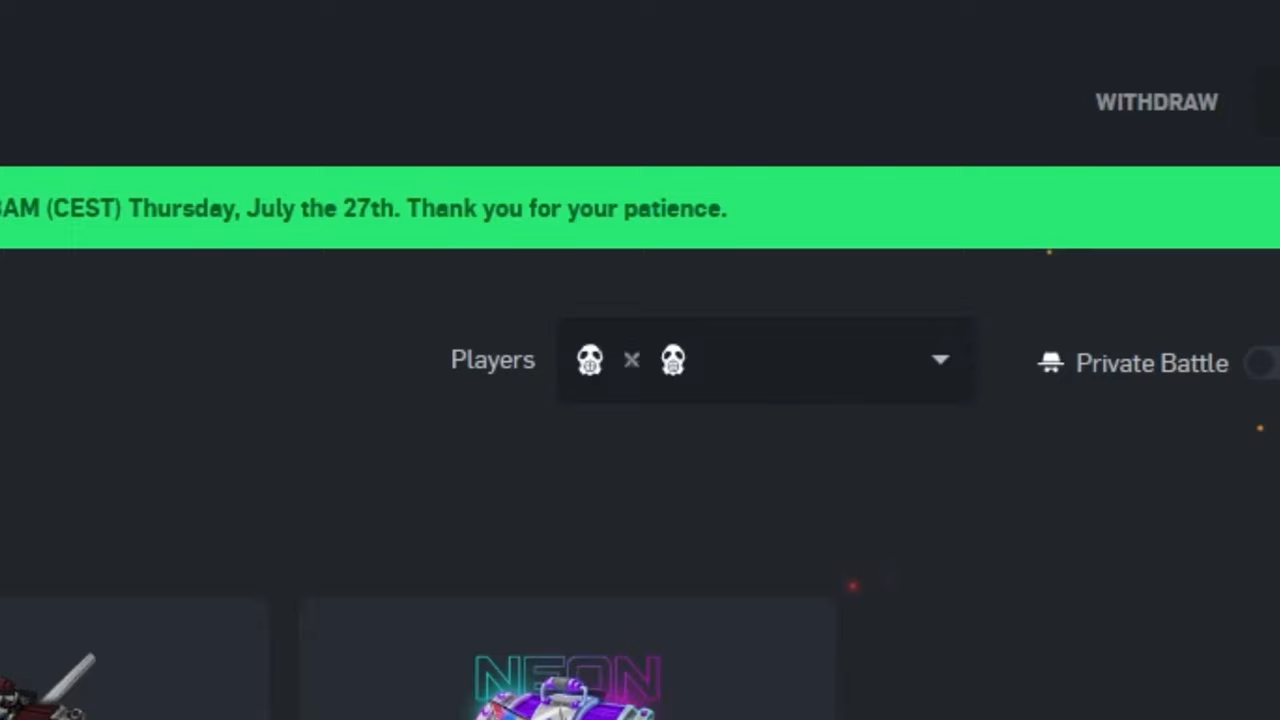 WITHDRAW
AM (CEST) Thursday, July the 27th. Thank you for your patience.
Players
Private Battle
NEON